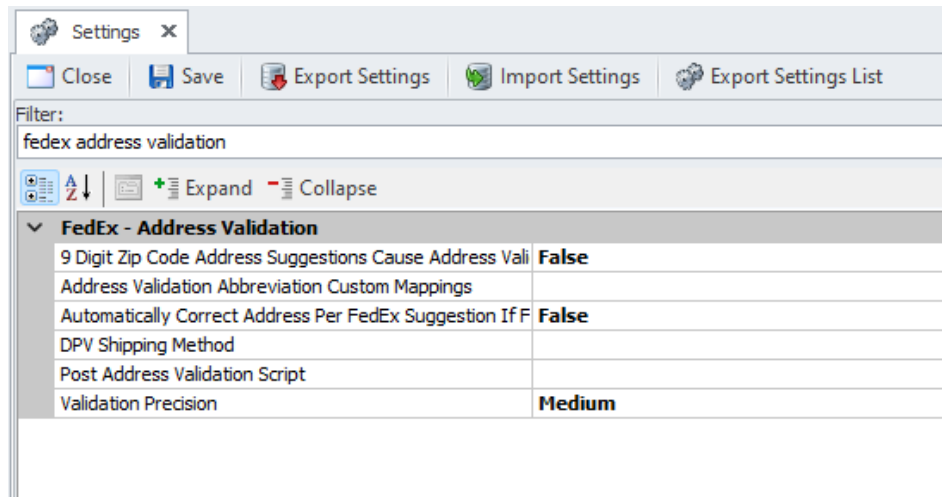 Settings X
Close Save Export Settings Import Settings Export Settings List
Filter:
fedex address validation
A Z Expand Collapse
FedEx - Address Validation
9 Digit Zip Code Address Suggestions Cause Address Vali False
Address Validation Abbreviation Custom Mappings
Automatically Correct Address Per FedEx Suggestion If F False
DPV Shipping Method
Post Address Validation Script
Validation Precision Medium